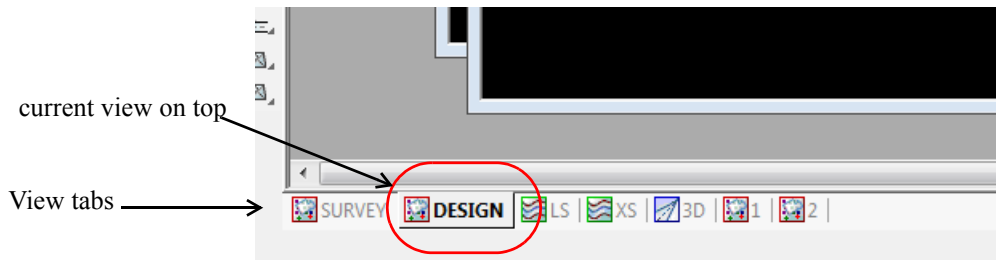 current view on top
View tabs
SURVEY DESIGN LS | XS | 3D | 1 | 2 |